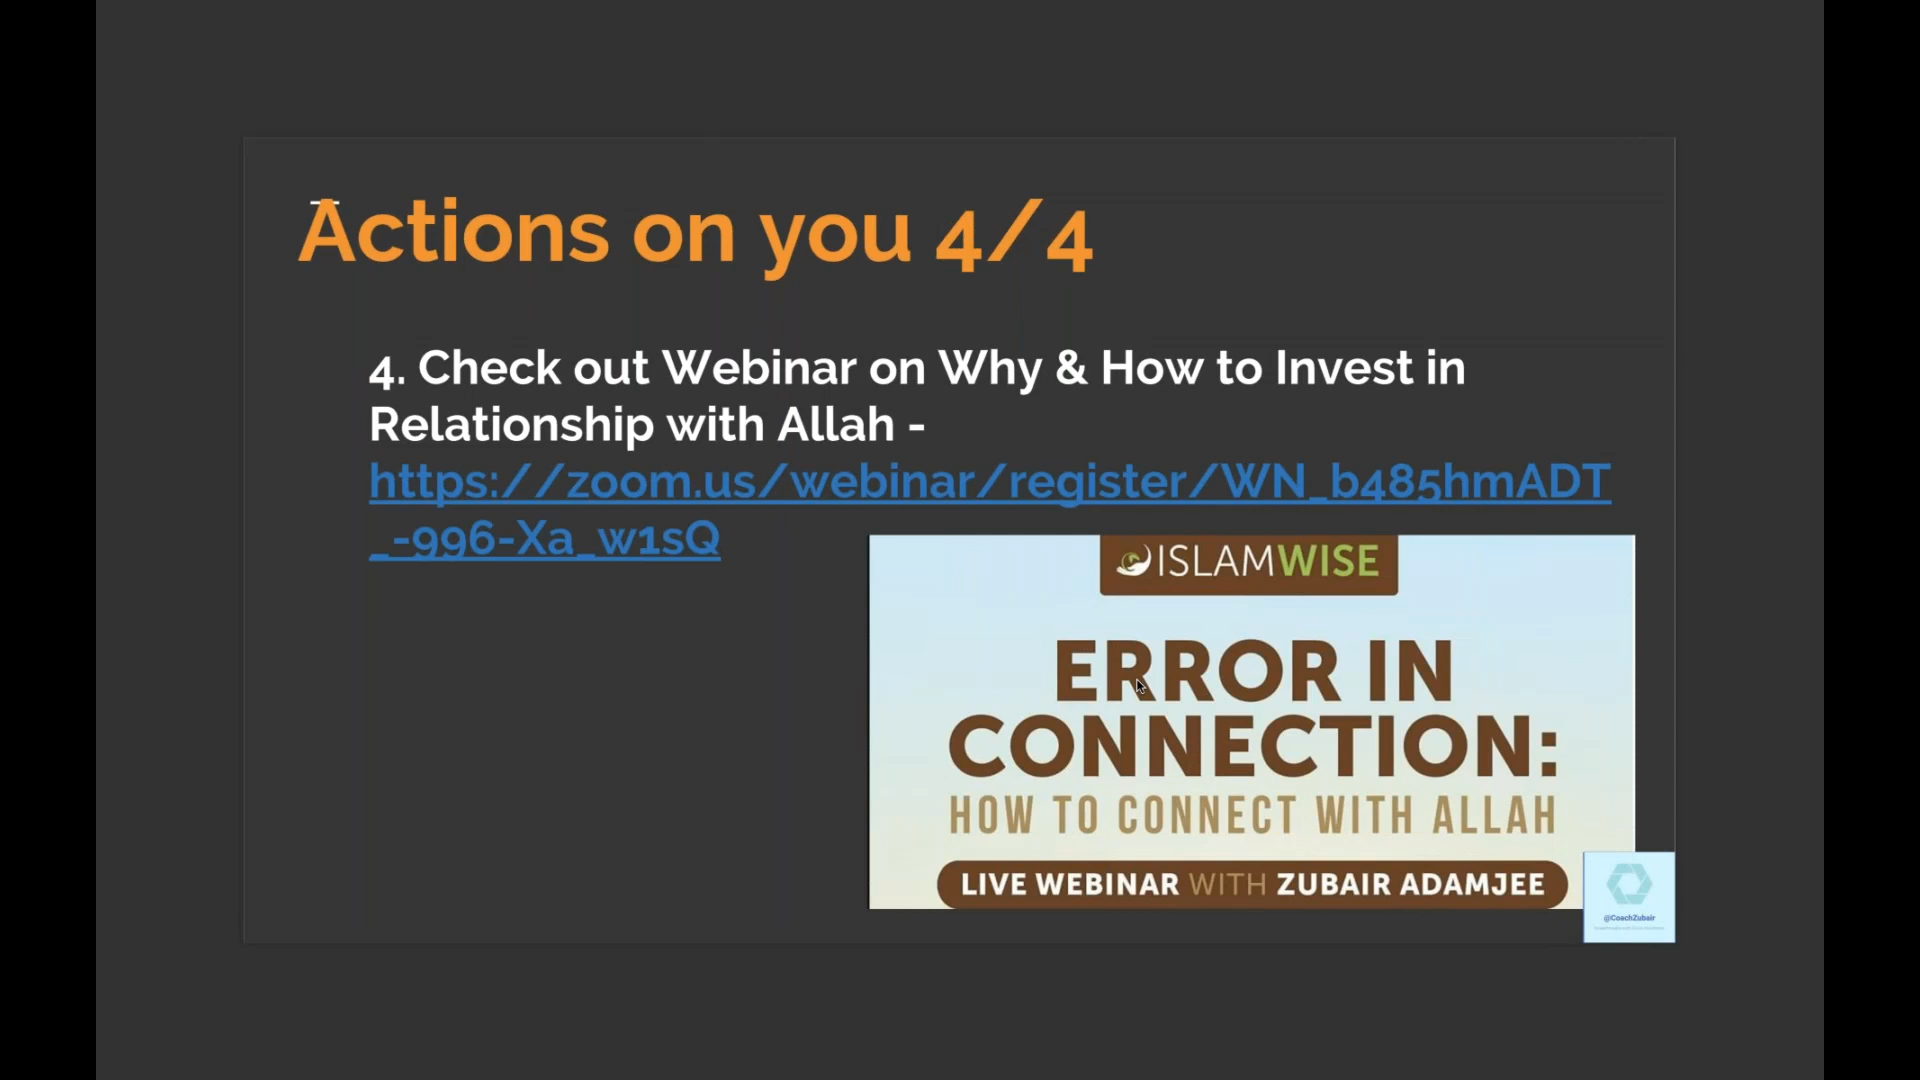 Actions on you 4/4
4. Check out Webinar on Why & How to Invest in
Relationship with Allah -
https://zoom.us/webinar/register/WN_b485hmADT
_-996-Xa_w1sQ
ISLAMWISE
ERROR IN
CONNECTION:
HOW TO CONNECT WITH ALLAH
LIVE WEBINAR WITH ZUBAIR ADAMJEE
@CoachZubair